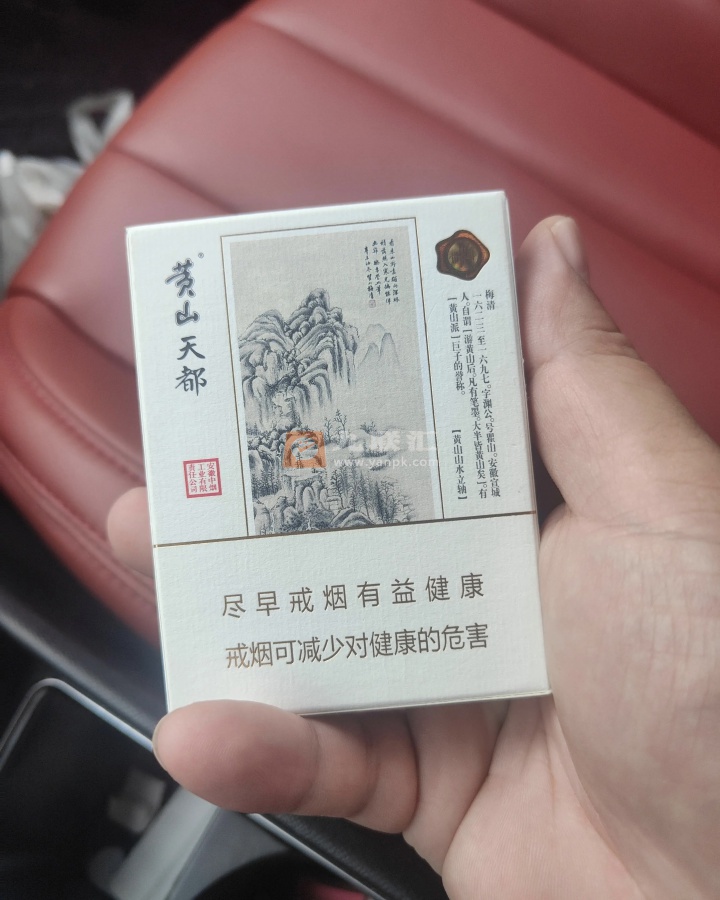 黄山天都
安徽中烟
工业有限
责任公司
梅清
一六二三至一六九七。字渊公。号瞿山。安徽宣城
人。自谓「游黄山后。凡有笔墨。大半皆黄山矣」。有
「黄山派」巨子的誉称。
【黄山山水立轴】
www.yanpk.com
尽早戒烟有益健康
戒烟可减少对健康的危害